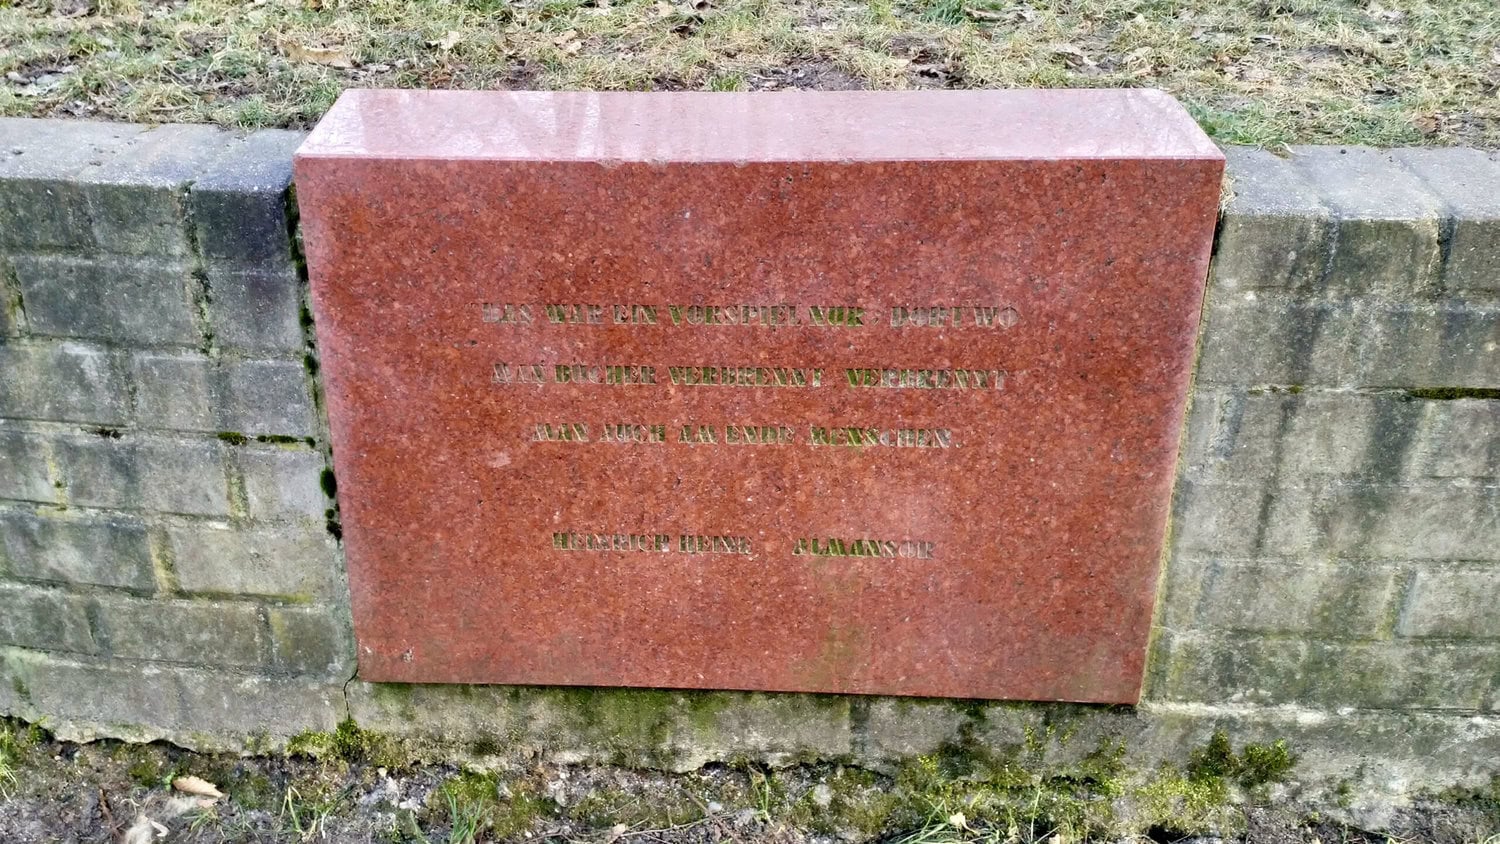 DAS WAR EIN VORSPIEL NUR · DORT WO
MAN BÜCHER VERBRENNT VERBRENNT
MAN AUCH AM ENDE MENSCHEN.
HEINRICH HEINE ALMANSOR